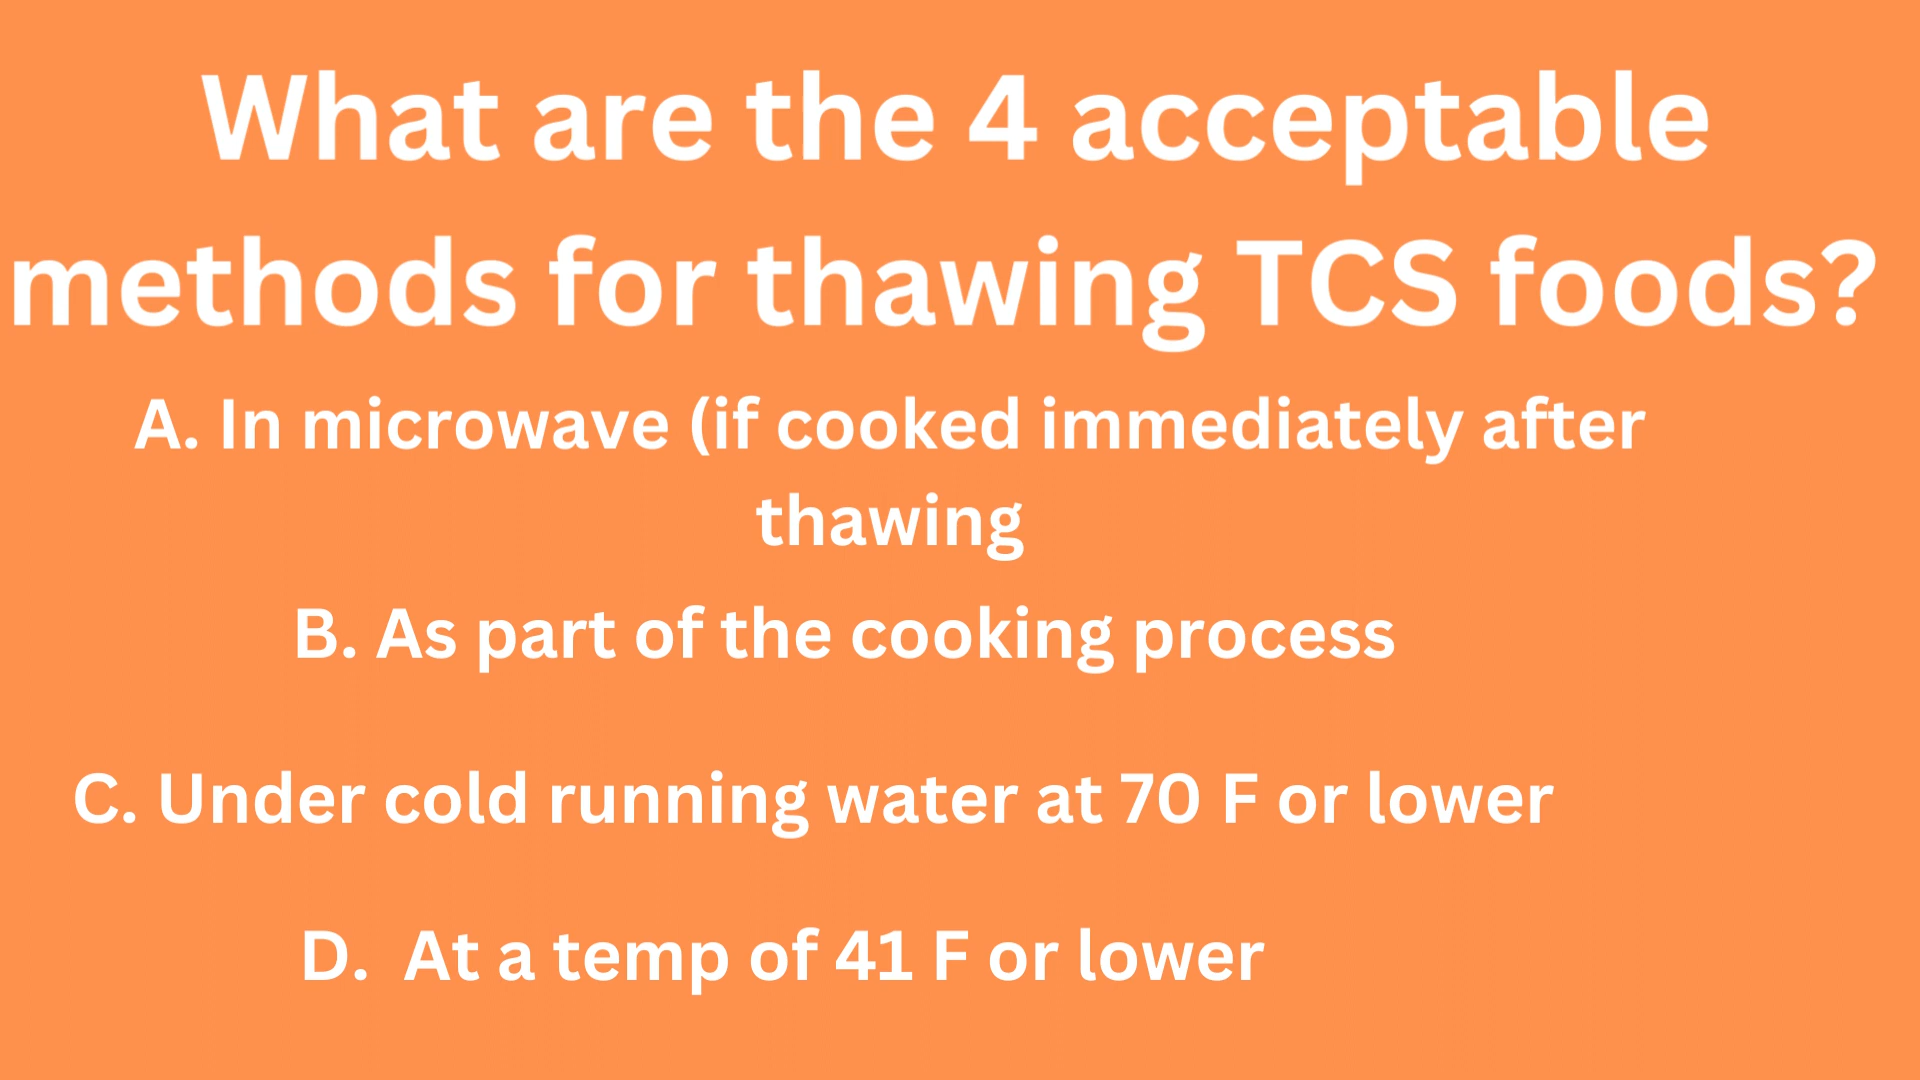 What are the 4 acceptable
methods for thawing TCS foods?
A. In microwave (if cooked immediately after
thawing
B. As part of the cooking process
C. Under cold running water at 70 F or lower
D. At a temp of 41 F or lower